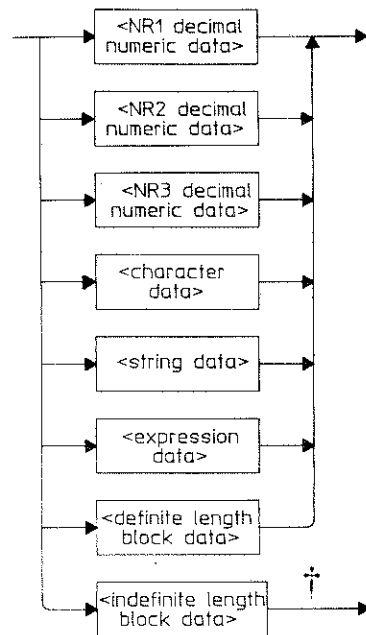 <NR1 decimal
numeric data>
<NR2 decimal
numeric data>
<NR3 decimal
numeric data>
<character
data>
<string data>
<expression
data>
<definite length
block data>
†
<indefinite length
block data>